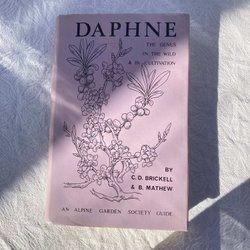 DAPHNE
THE GENUS
IN THE WILD
& IN CULTIVATION
BY
C. D. BRICKELL
& B. MATHEW
AN ALPINE GARDEN SOCIETY GUIDE